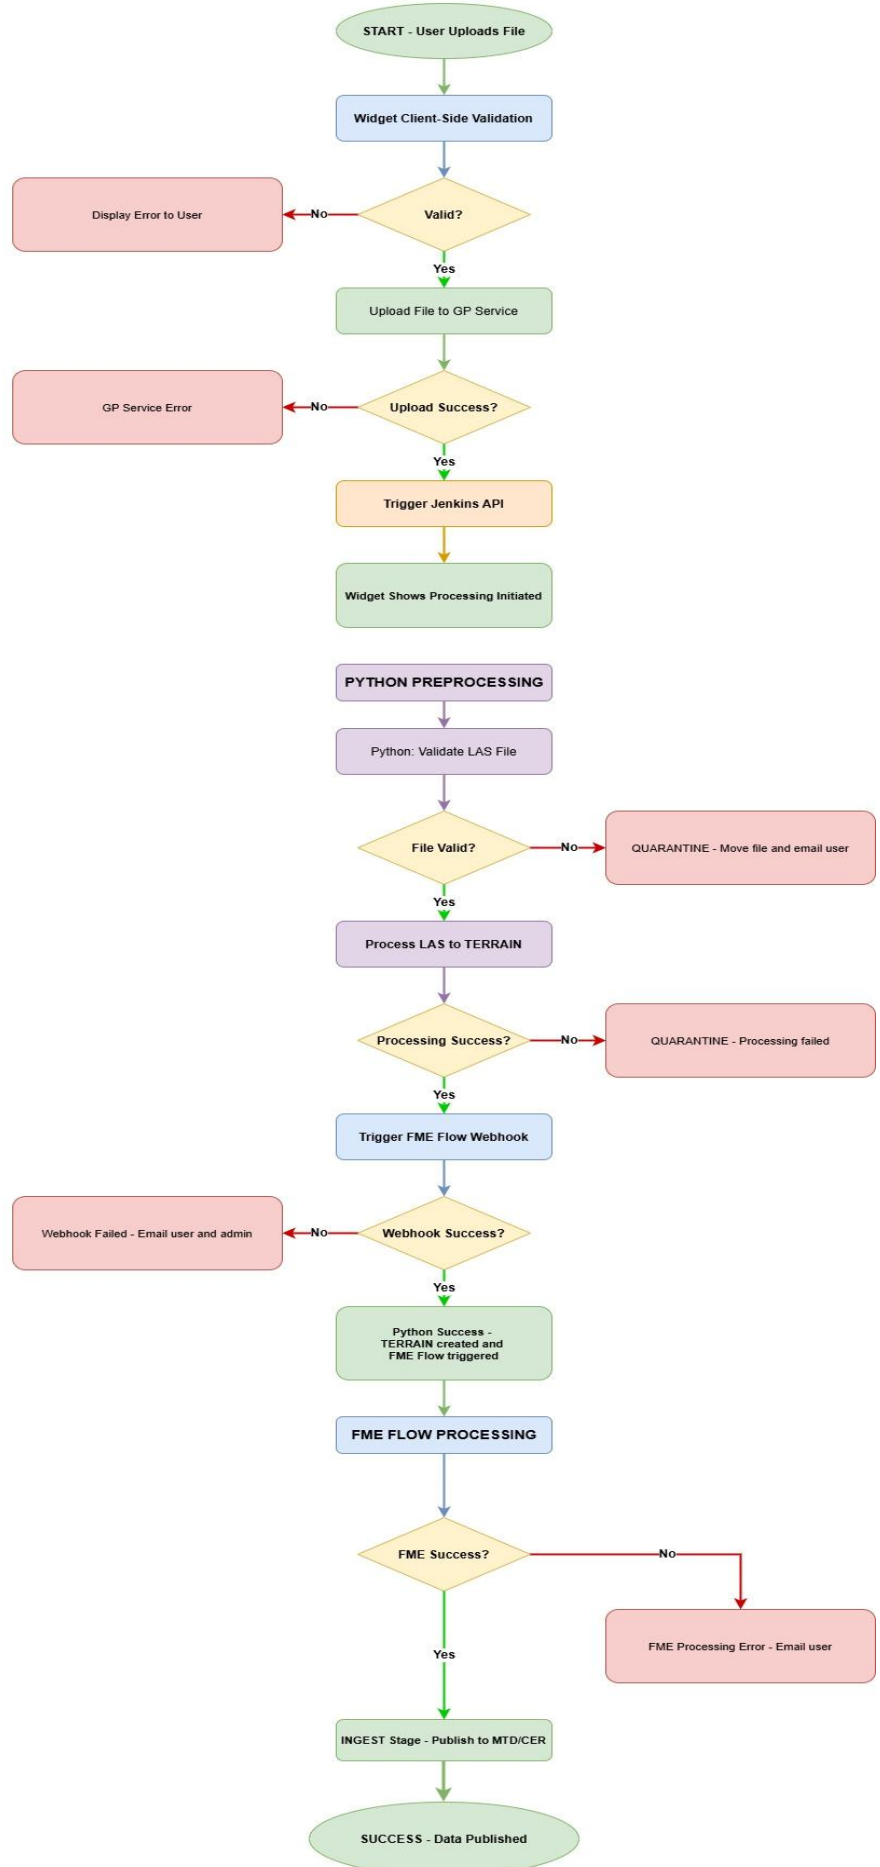 START - User Uploads File
Widget Client-Side Validation
Valid?
No
Display Error to User
Yes
Upload File to GP Service
Upload Success?
No
GP Service Error
Yes
Trigger Jenkins API
Widget Shows Processing Initiated
PYTHON PREPROCESSING
Python: Validate LAS File
File Valid?
No
QUARANTINE - Move file and email user
Yes
Process LAS to TERRAIN
Processing Success?
No
QUARANTINE - Processing failed
Yes
Trigger FME Flow Webhook
Webhook Success?
No
Webhook Failed - Email user and admin
Yes
Python Success -
TERRAIN created and
FME Flow triggered
FME FLOW PROCESSING
FME Success?
No
FME Processing Error - Email user
Yes
INGEST Stage - Publish to MTD/CER
SUCCESS - Data Published